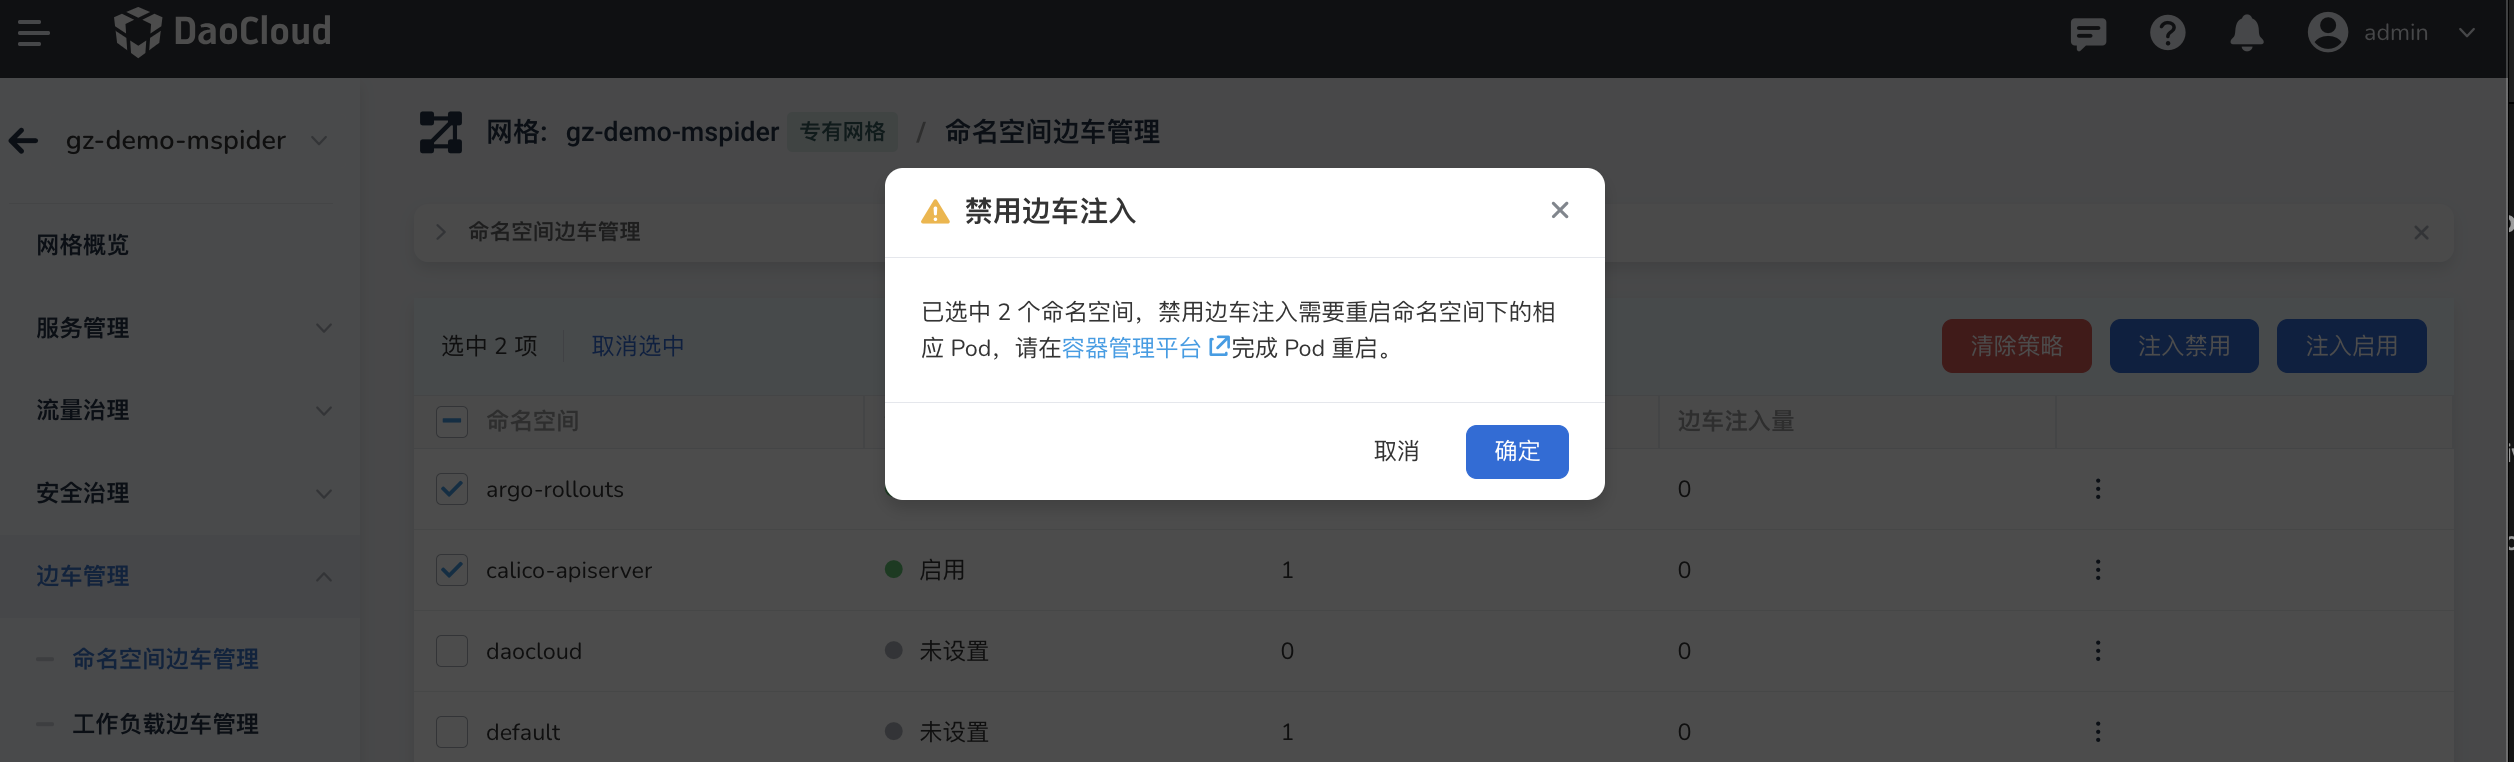 DaoCloud
admin
gz-demo-mspider
网格概览
服务管理
流量治理
安全治理
边车管理
命名空间边车管理
工作负载边车管理
网格: gz-demo-mspider 专有网格 / 命名空间边车管理
命名空间边车管理
选中 2 项 取消选中
清除策略 注入禁用 注入启用
命名空间 边车注入量
argo-rollouts 0
calico-apiserver 启用 1 0
daocloud 未设置 0 0
default 未设置 1 0
禁用边车注入
已选中 2 个命名空间，禁用边车注入需要重启命名空间下的相
应 Pod，请在容器管理平台完成 Pod 重启。
取消 确定